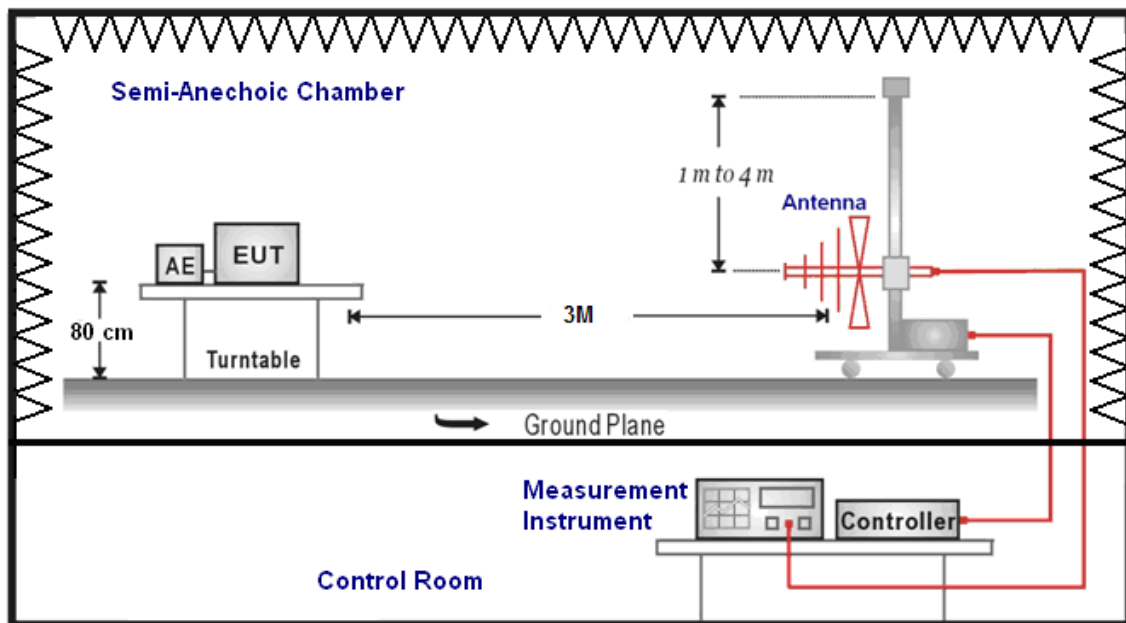 Semi-Anechoic Chamber
1 m to 4 m
Antenna
AE
EUT
80 cm
3M
Turntable
Ground Plane
Measurement
Instrument
Controller
Control Room